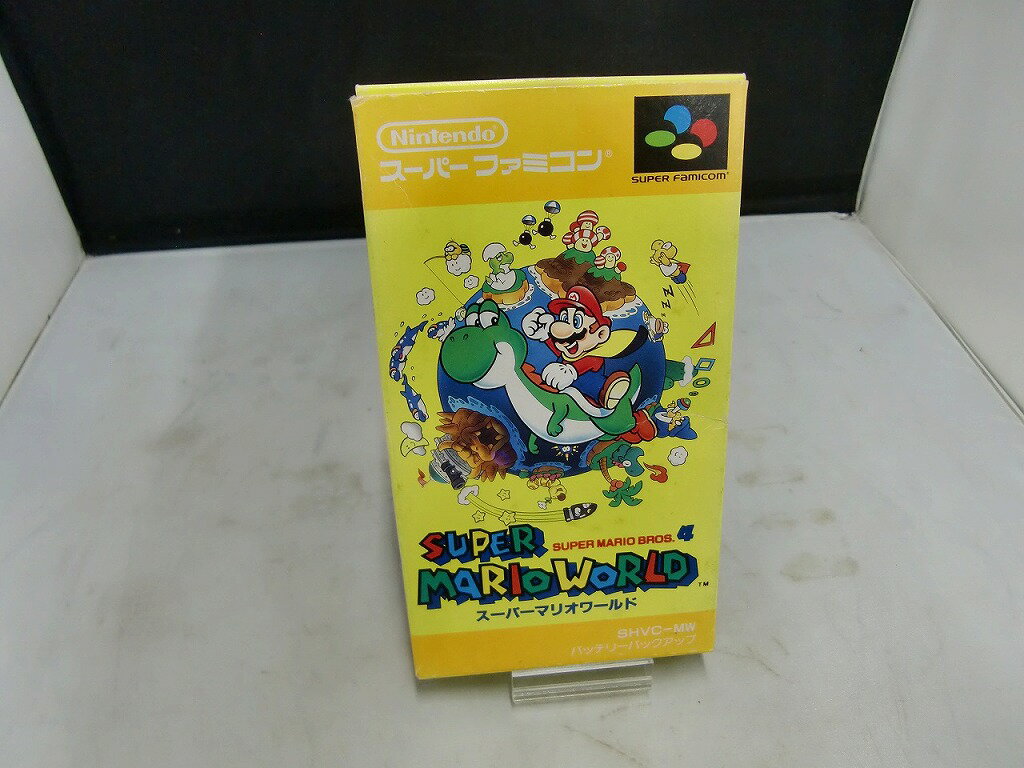 Nintendo®
スーパーファミコン®
SUPER FAMICOM®
z z z
SUPER MARIO BROS. 4
SUPER
MARIO WORLD™
スーパーマリオワールド
SHVC-MW
バッテリーバックアップ